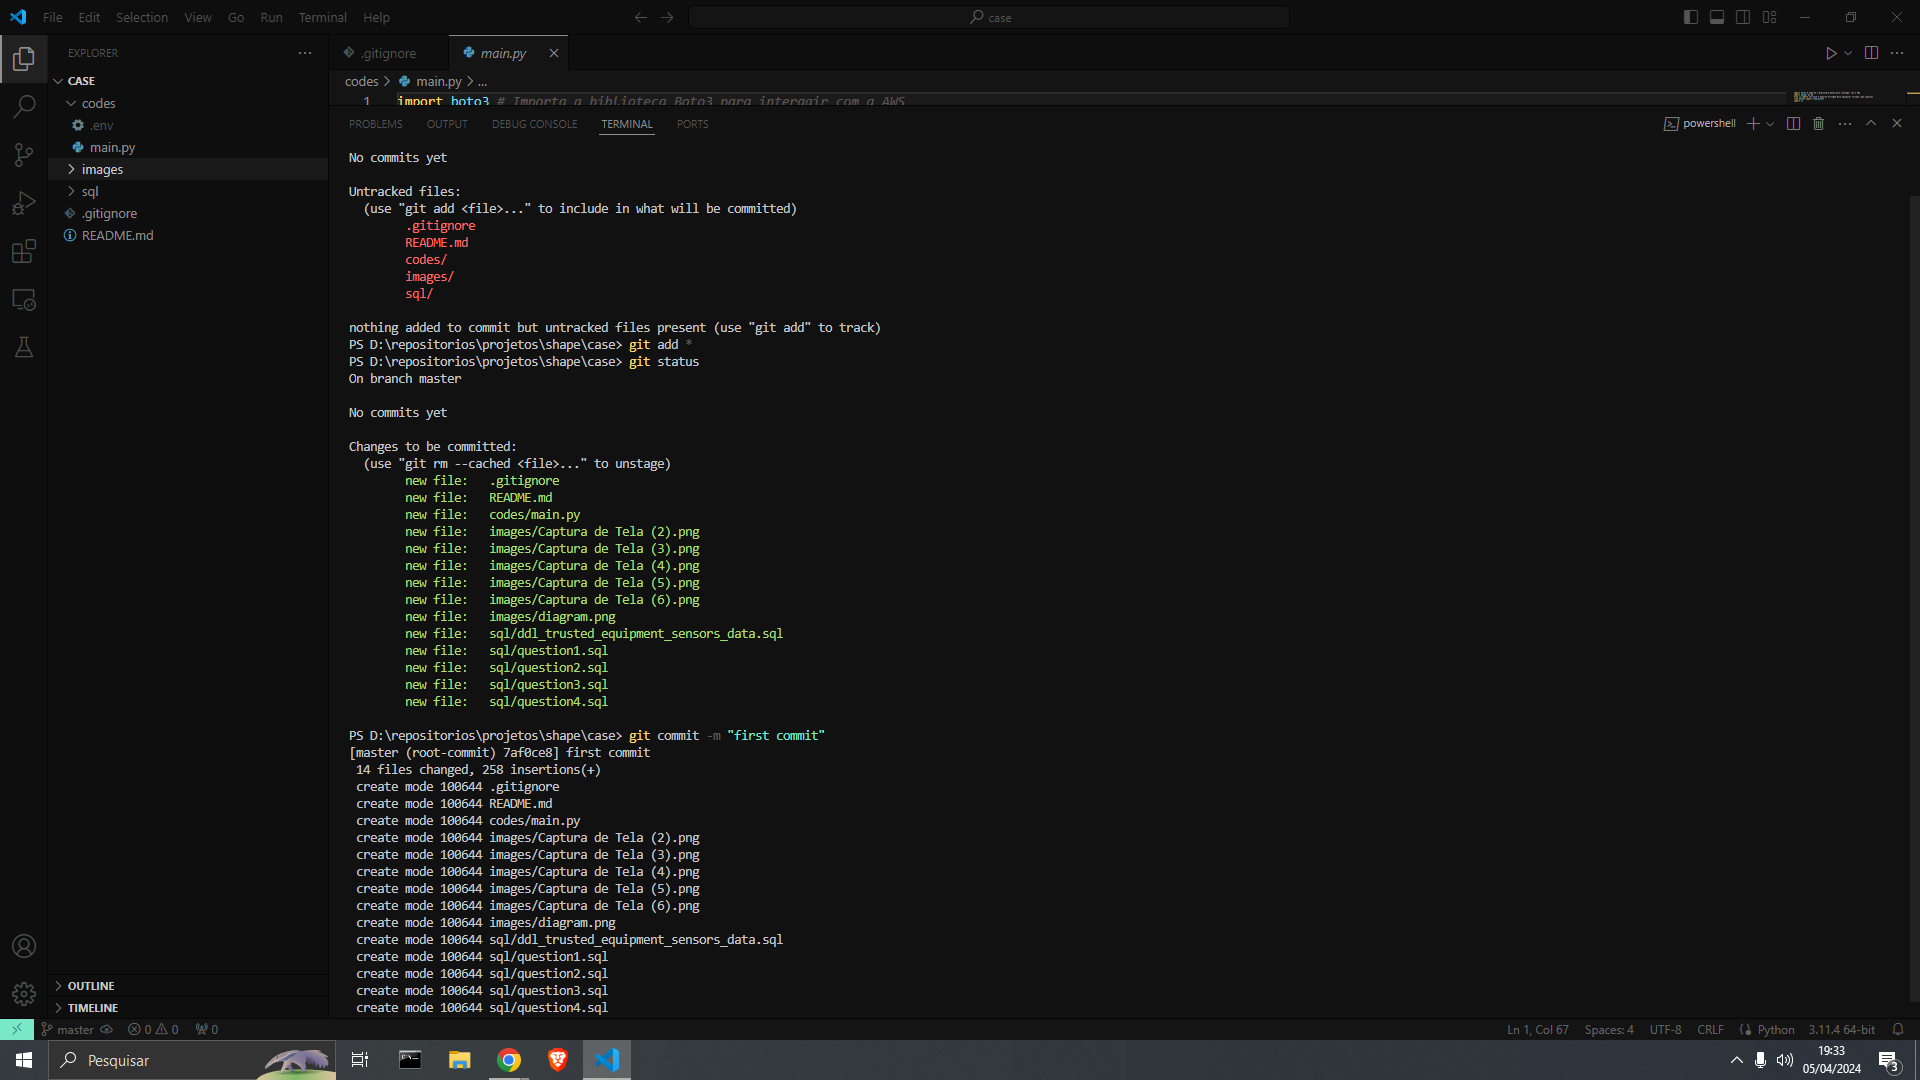 File Edit Selection View Go Run Terminal Help
case
EXPLORER
CASE
codes
.env
main.py
images
sql
.gitignore
README.md
OUTLINE
TIMELINE
.gitignore
main.py
codes > main.py > ...
1 import boto3 # Importa a biblioteca Boto3 para interagir com a AWS
PROBLEMS OUTPUT DEBUG CONSOLE TERMINAL PORTS
powershell
No commits yet
Untracked files:
(use "git add <file>..." to include in what will be committed)
.gitignore
README.md
codes/
images/
sql/
nothing added to commit but untracked files present (use "git add" to track)
PS D:\repositorios\projetos\shape\case> git add *
PS D:\repositorios\projetos\shape\case> git status
On branch master
No commits yet
Changes to be committed:
(use "git rm --cached <file>..." to unstage)
new file: .gitignore
new file: README.md
new file: codes/main.py
new file: images/Captura de Tela (2).png
new file: images/Captura de Tela (3).png
new file: images/Captura de Tela (4).png
new file: images/Captura de Tela (5).png
new file: images/Captura de Tela (6).png
new file: images/diagram.png
new file: sql/ddl_trusted_equipment_sensors_data.sql
new file: sql/question1.sql
new file: sql/question2.sql
new file: sql/question3.sql
new file: sql/question4.sql
PS D:\repositorios\projetos\shape\case> git commit -m "first commit"
[master (root-commit) 7af0ce8] first commit
14 files changed, 258 insertions(+)
create mode 100644 .gitignore
create mode 100644 README.md
create mode 100644 codes/main.py
create mode 100644 images/Captura de Tela (2).png
create mode 100644 images/Captura de Tela (3).png
create mode 100644 images/Captura de Tela (4).png
create mode 100644 images/Captura de Tela (5).png
create mode 100644 images/Captura de Tela (6).png
create mode 100644 images/diagram.png
create mode 100644 sql/ddl_trusted_equipment_sensors_data.sql
create mode 100644 sql/question1.sql
create mode 100644 sql/question2.sql
create mode 100644 sql/question3.sql
create mode 100644 sql/question4.sql
master 0 0 0
Ln 1, Col 67 Spaces: 4 UTF-8 CRLF Python 3.11.4 64-bit
Pesquisar
19:33
05/04/2024
3